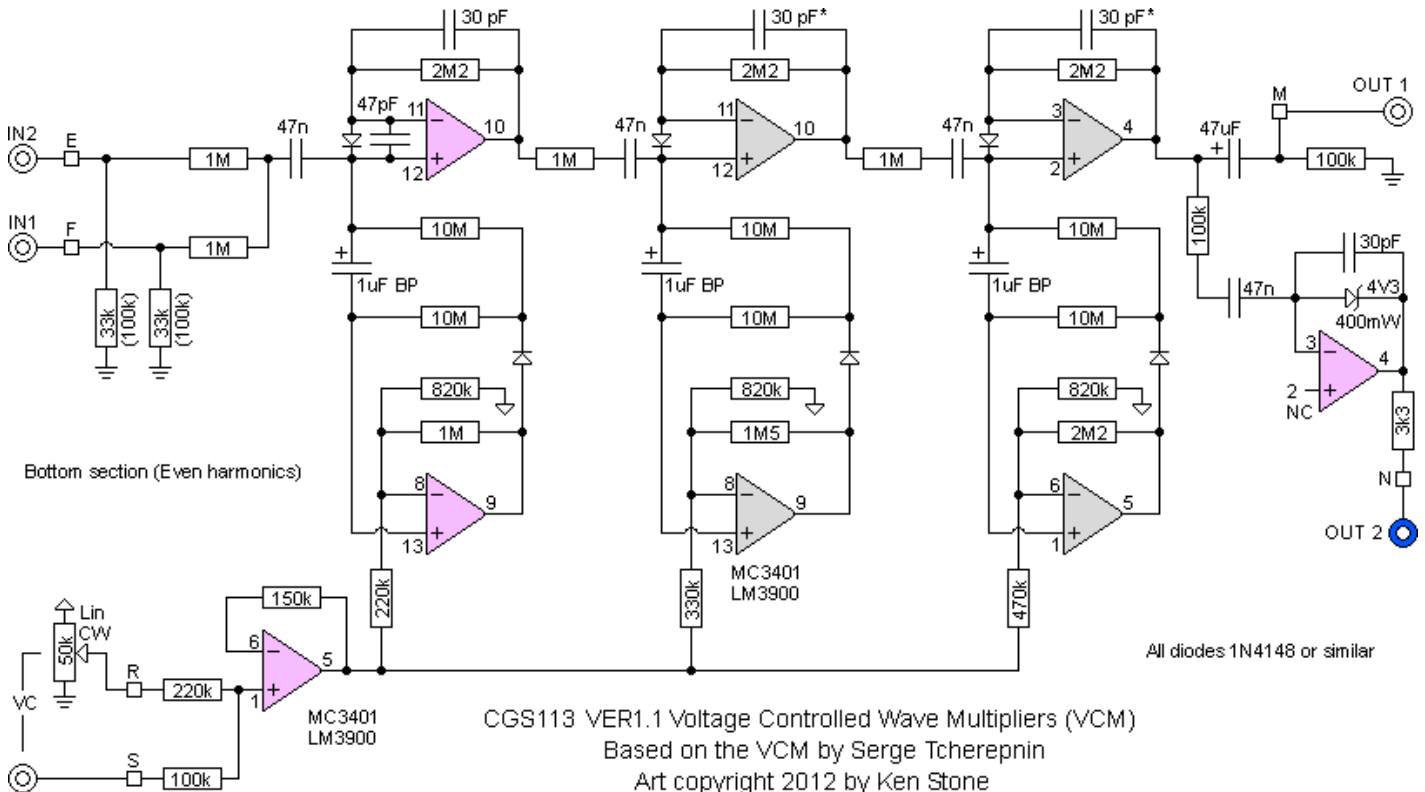 30 pF
30 pF*
30 pF*
2M2
2M2
2M2
OUT 1
M
47pF
11
−
10
+
12
11
−
10
+
12
3
−
4
+
2
IN2
E
1M
47n
1M
47n
1M
47n
47uF
+
100k
IN1
F
1M
10M
10M
10M
100k
30pF
+
1uF BP
+
1uF BP
+
1uF BP
47n
4V3
400mW
33k
(100k)
33k
(100k)
10M
10M
10M
3
−
4
2
+
NC
820k
820k
820k
3k3
1M
1M5
2M2
Bottom section (Even harmonics)
N
8
−
9
+
13
8
−
9
+
13
6
−
5
+
1
OUT 2
MC3401
LM3900
220k
330k
470k
150k
Lin
CW
50k
6
−
5
+
1
R
220k
VC
All diodes 1N4148 or similar
MC3401
LM3900
S
100k
CGS113 VER1.1 Voltage Controlled Wave Multipliers (VCM)
Based on the VCM by Serge Tcherepnin
Art copyright 2012 by Ken Stone